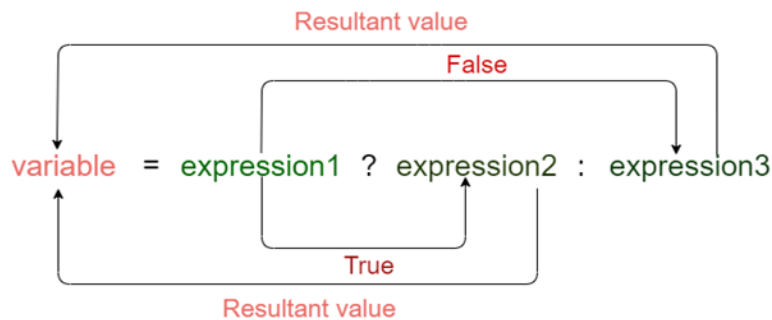 Resultant value
False
variable = expression1 ? expression2 : expression3
True
Resultant value